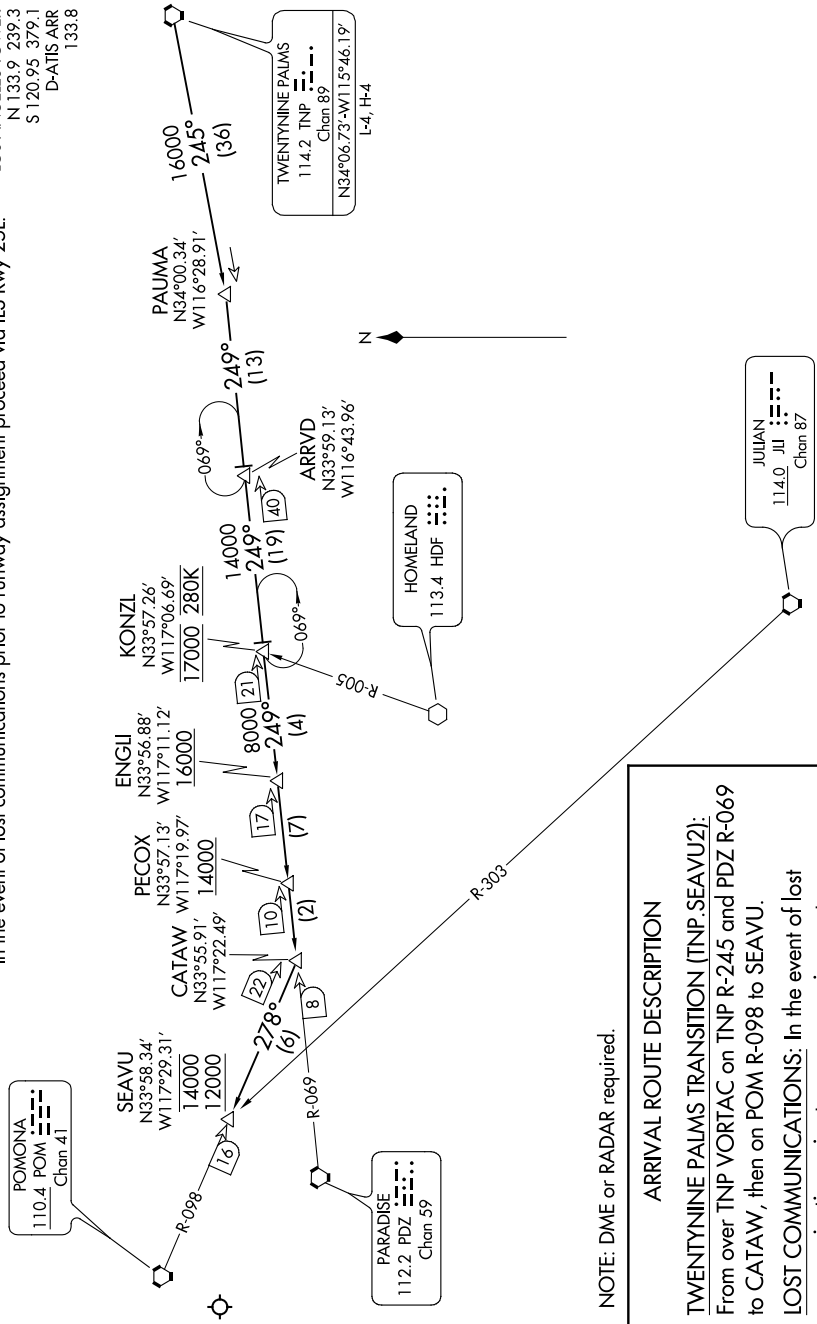 In the event of lost communications prior to runway assignment proceed via ILS Rwy 25L.
N 133.9 239.3
S 120.95 379.1
D-ATIS ARR
133.8
POMONA
110.4 POM
Chan 41
SEAVU
N33°58.34'
W117°29.31'
14000
12000
CATAW
N33°55.91'
W117°22.49'
PECOX
N33°57.13'
W117°19.97'
14000
ENGLI
N33°56.88'
W117°11.12'
16000
KONZL
N33°57.26'
W117°06.69'
17000 280K
ARRVD
N33°59.13'
W116°43.96'
PAUMA
N34°00.34'
W116°28.91'
TWENTYNINE PALMS
114.2 TNP
Chan 89
N34°06.73'-W115°46.19'
L-4, H-4
16000
245°
(36)
249°
(13)
069°
40
14000
249°
(19)
069°
21
8000
249°
(4)
17
(7)
10
(2)
22
8
278°
(6)
16
R-098
R-069
R-005
R-303
N
PARADISE
112.2 PDZ
Chan 59
HOMELAND
113.4 HDF
JULIAN
114.0 JLI
Chan 87
NOTE: DME or RADAR required.
ARRIVAL ROUTE DESCRIPTION
TWENTYNINE PALMS TRANSITION (TNP.SEAVU2):
From over TNP VORTAC on TNP R-245 and PDZ R-069
to CATAW, then on POM R-098 to SEAVU.
LOST COMMUNICATIONS: In the event of lost